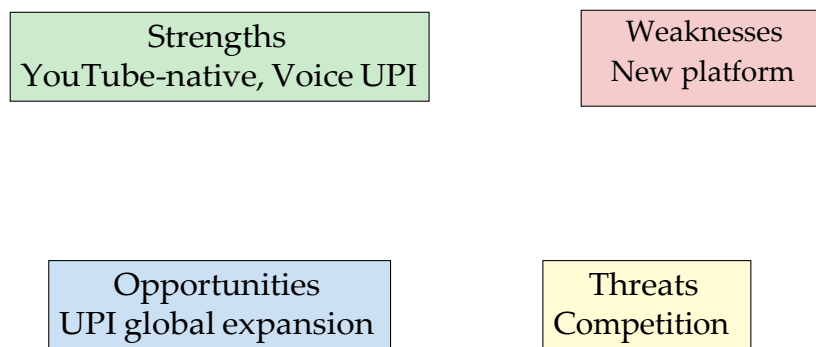 Strengths
YouTube-native, Voice UPI
Weaknesses
New platform
Opportunities
UPI global expansion
Threats
Competition